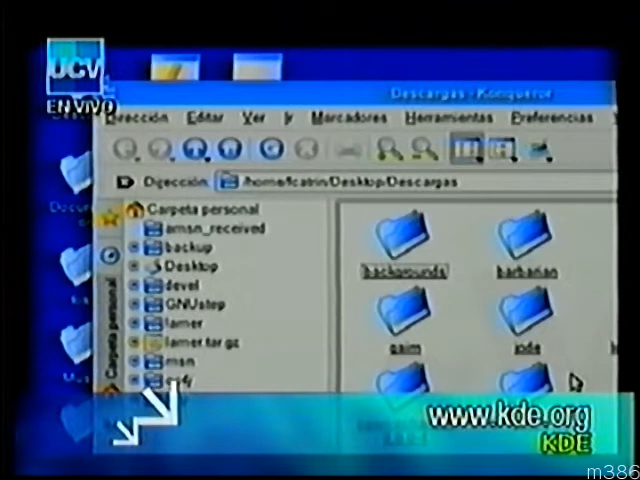 UCV
EN VIVO
Descargas - Konqueror
Dirección Editar Ver Ir Marcadores Herramientas Preferencias
Dirección: /home/fcatrin/Desktop/Descargas
Carpeta personal
amsn_received
backup
Desktop
devel
GNUstep
lamer
lamer.tar.gz
msn
Carpeta personal
backgrounds
barbarian
gaim
jode
www.kde.org
KDE
m386